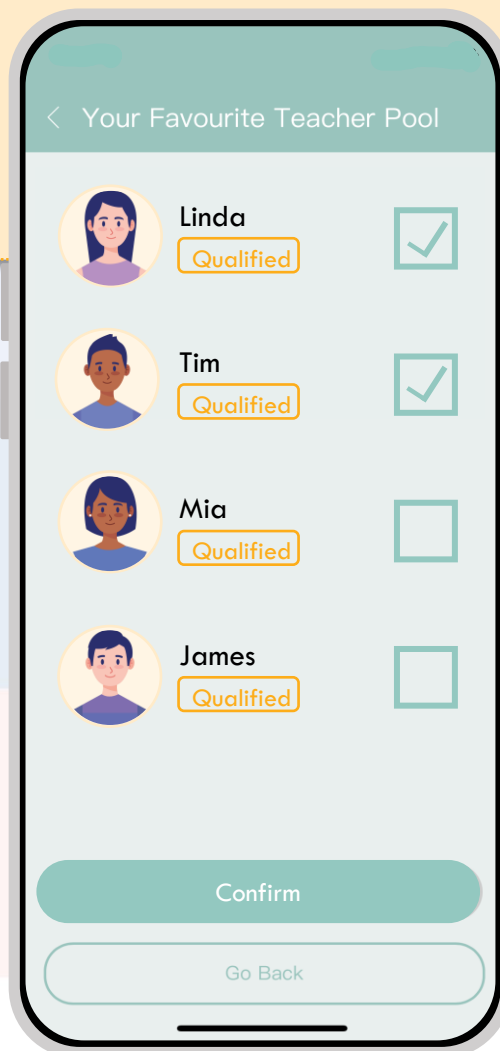 Your Favourite Teacher Pool
Linda
Qualified
Tim
Qualified
Mia
Qualified
James
Qualified
Confirm
Go Back